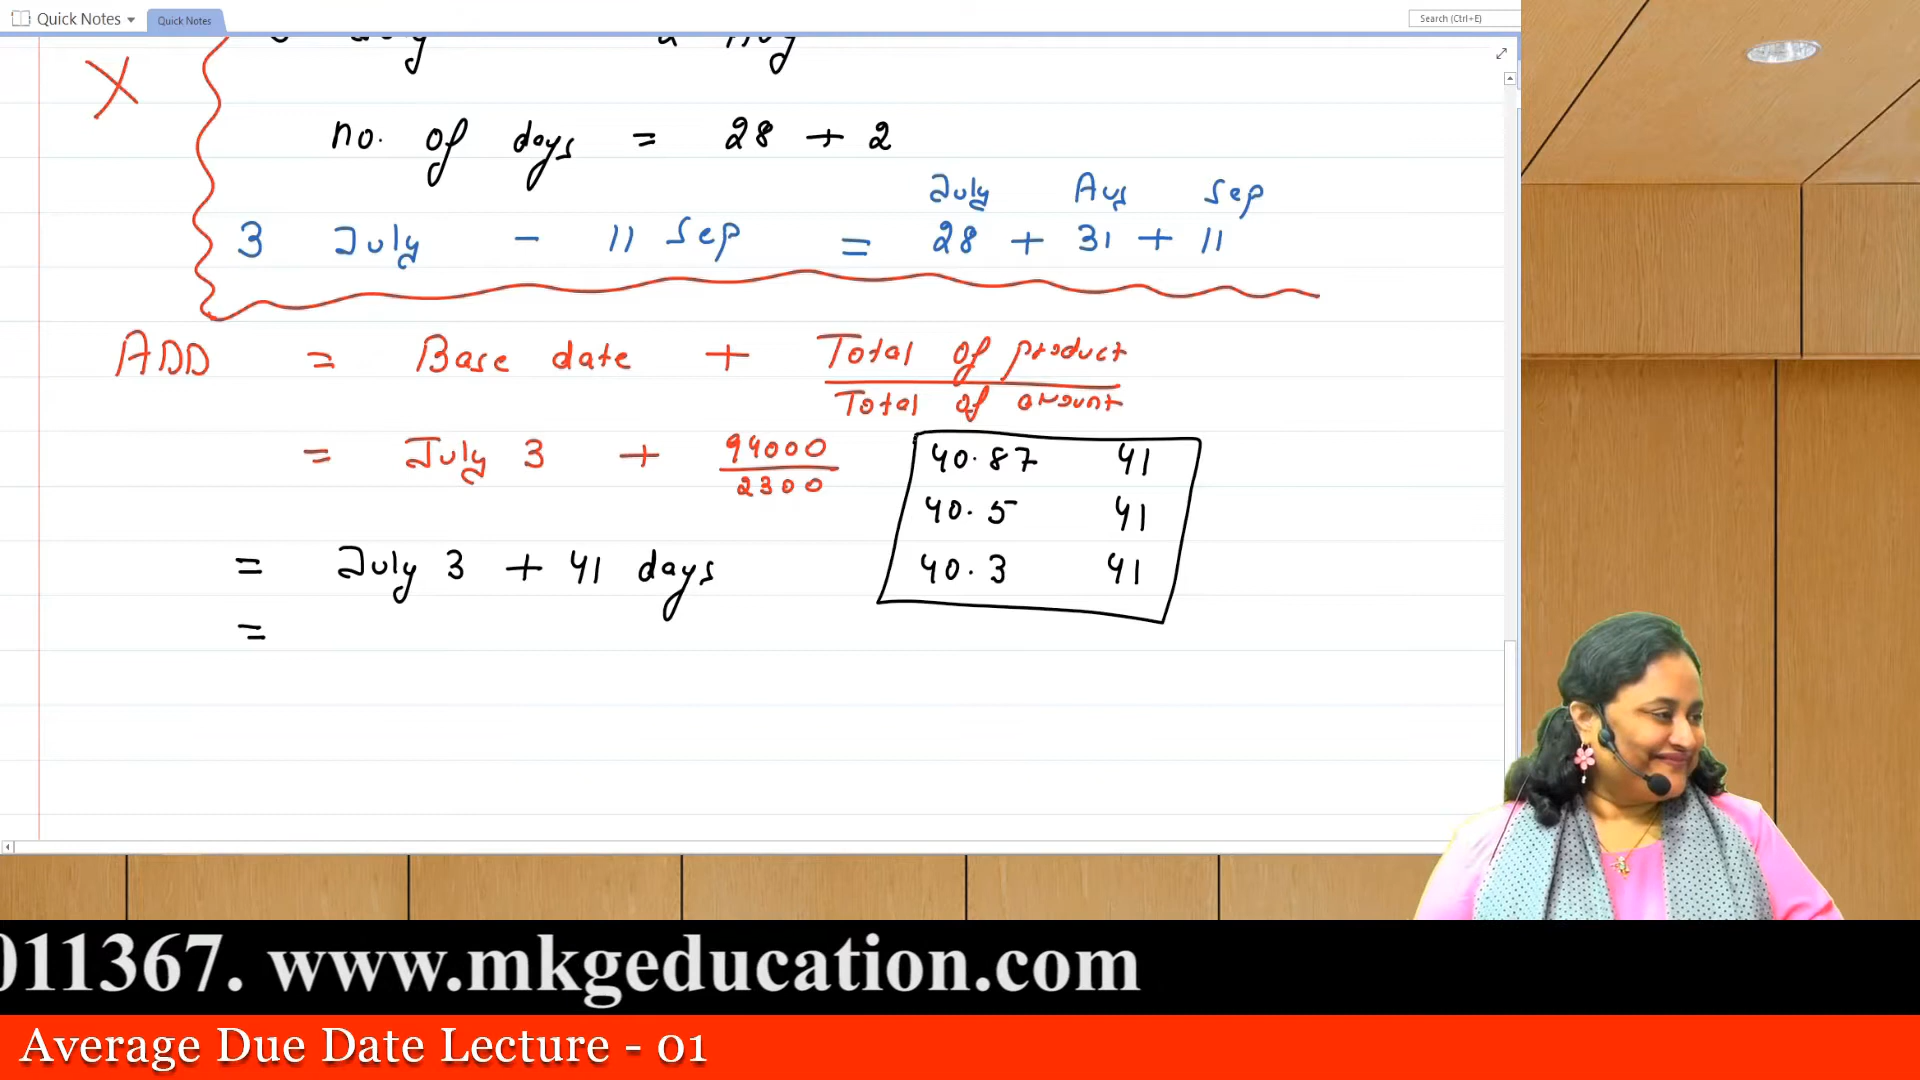 Quick Notes
Quick Notes
Search (Ctrl+E)
X
no. of days = 28 + 2
July Aug Sep
3 July - 11 Sep = 28 + 31 + 11
ADD = Base date + Total of product
Total of amount
= July 3 + 94000
2300
40.87 41
40.5 41
40.3 41
= July 3 + 41 days
=
011367. www.mkgeducation.com
Average Due Date Lecture - 01